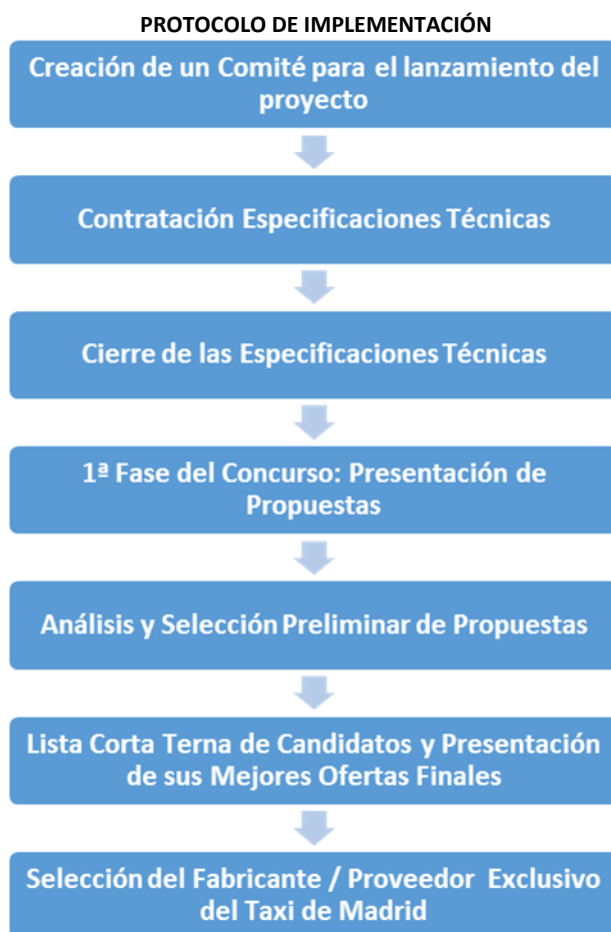 PROTOCOLO DE IMPLEMENTACIÓN
Creación de un Comité para el lanzamiento del
proyecto
Contratación Especificaciones Técnicas
Cierre de las Especificaciones Técnicas
1ª Fase del Concurso: Presentación de
Propuestas
Análisis y Selección Preliminar de Propuestas
Lista Corta Terna de Candidatos y Presentación
de sus Mejores Ofertas Finales
Selección del Fabricante / Proveedor Exclusivo
del Taxi de Madrid